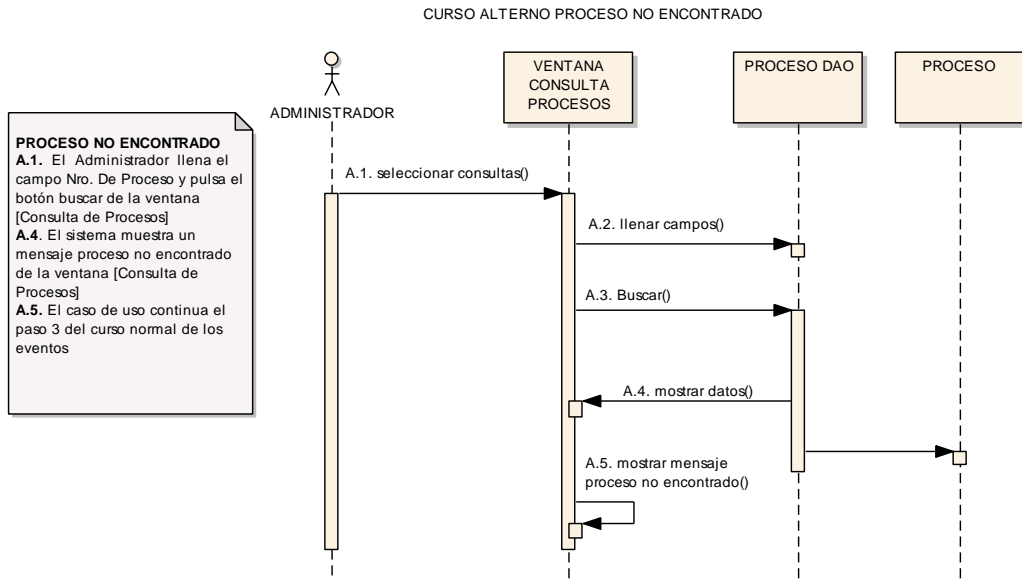 CURSO ALTERNO PROCESO NO ENCONTRADO
ADMINISTRADOR
VENTANA
CONSULTA
PROCESOS
PROCESO DAO
PROCESO
PROCESO NO ENCONTRADO
A.1. El Administrador llena el
campo Nro. De Proceso y pulsa el
botón buscar de la ventana
[Consulta de Procesos]
A.4. El sistema muestra un
mensaje proceso no encontrado
de la ventana [Consulta de
Procesos]
A.5. El caso de uso continua el
paso 3 del curso normal de los
eventos
A.1. seleccionar consultas()
A.2. llenar campos()
A.3. Buscar()
A.4. mostrar datos()
A.5. mostrar mensaje
proceso no encontrado()